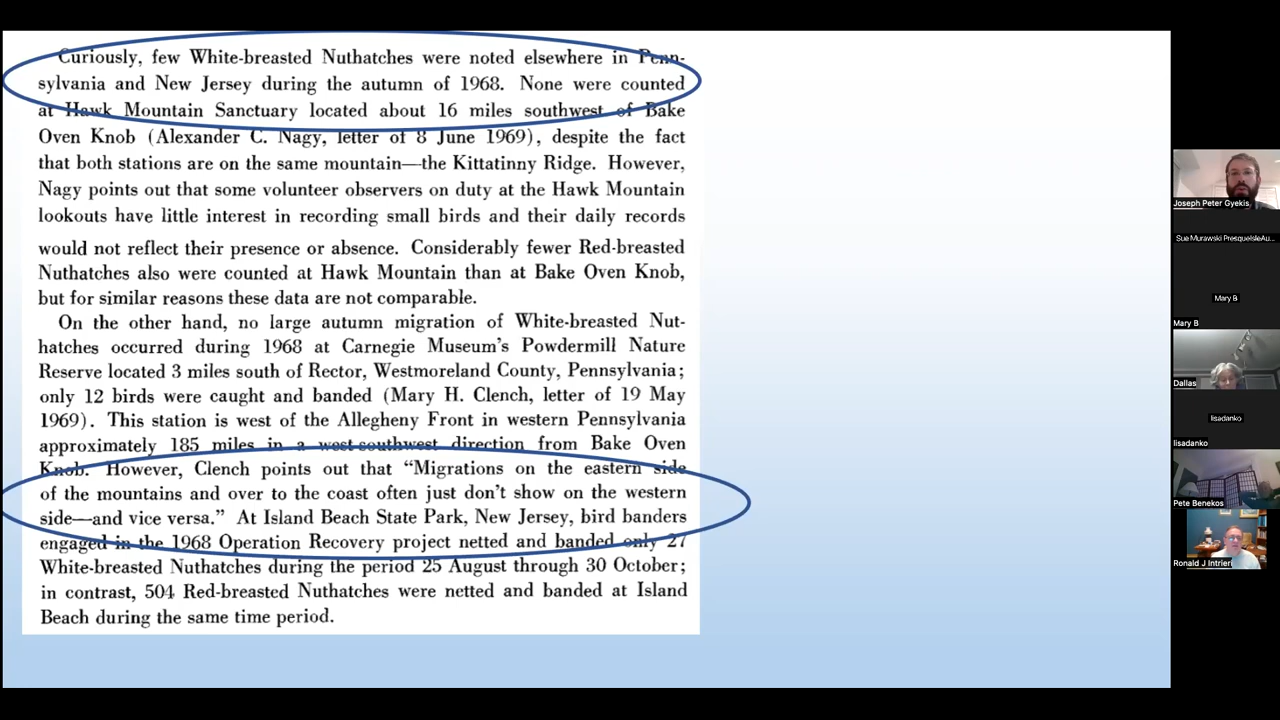 Curiously, few White-breasted Nuthatches were noted elsewhere in Penn-
sylvania and New Jersey during the autumn of 1968. None were counted
at Hawk Mountain Sanctuary located about 16 miles southwest of Bake
Oven Knob (Alexander C. Nagy, letter of 8 June 1969), despite the fact
that both stations are on the same mountain—the Kittatinny Ridge. However,
Nagy points out that some volunteer observers on duty at the Hawk Mountain
lookouts have little interest in recording small birds and their daily records
would not reflect their presence or absence. Considerably fewer Red-breasted
Nuthatches also were counted at Hawk Mountain than at Bake Oven Knob,
but for similar reasons these data are not comparable.
On the other hand, no large autumn migration of White-breasted Nut-
hatches occurred during 1968 at Carnegie Museum's Powdermill Nature
Reserve located 3 miles south of Rector, Westmoreland County, Pennsylvania;
only 12 birds were caught and banded (Mary H. Clench, letter of 19 May
1969). This station is west of the Allegheny Front in western Pennsylvania
approximately 185 miles in a west-southwest direction from Bake Oven
Knob. However, Clench points out that "Migrations on the eastern side
of the mountains and over to the coast often just don't show on the western
side—and vice versa." At Island Beach State Park, New Jersey, bird banders
engaged in the 1968 Operation Recovery project netted and banded only 27
White-breasted Nuthatches during the period 25 August through 30 October;
in contrast, 504 Red-breasted Nuthatches were netted and banded at Island
Beach during the same time period.
Joseph Peter Gyekis
Sue Murawski PresqueIsleAu...
Mary B
Mary B
Dallas
lisadanko
lisadanko
Pete Benekos
Ronald J Intrieri